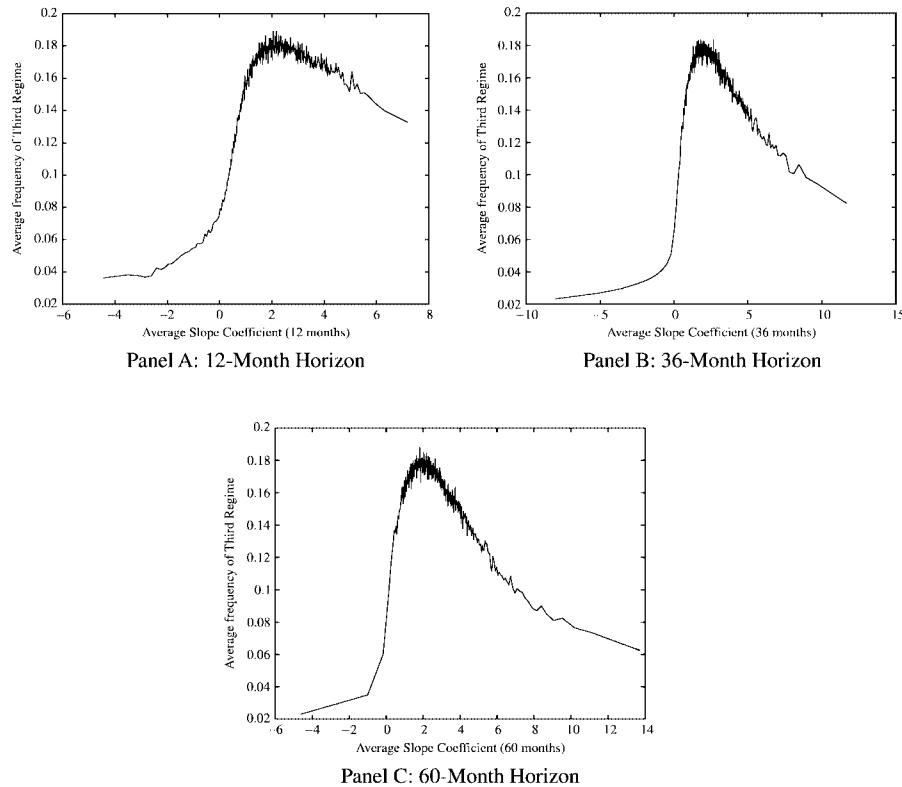 0.2
0.18
0.16
0.14
0.12
0.1
0.08
0.06
0.04
0.02
Average frequency of Third Regime
−6 −4 −2 0 2 4 6 8
Average Slope Coefficient (12 months)
Panel A: 12-Month Horizon
0.2
0.18
0.16
0.14
0.12
0.1
0.08
0.06
0.04
0.02
Average frequency of Third Regime
−10 −5 0 5 10 15
Average Slope Coefficient (36 months)
Panel B: 36-Month Horizon
0.2
0.18
0.16
0.14
0.12
0.1
0.08
0.06
0.04
0.02
Average frequency of Third Regime
−6 −4 −2 0 2 4 6 8 10 12 14
Average Slope Coefficient (60 months)
Panel C: 60-Month Horizon